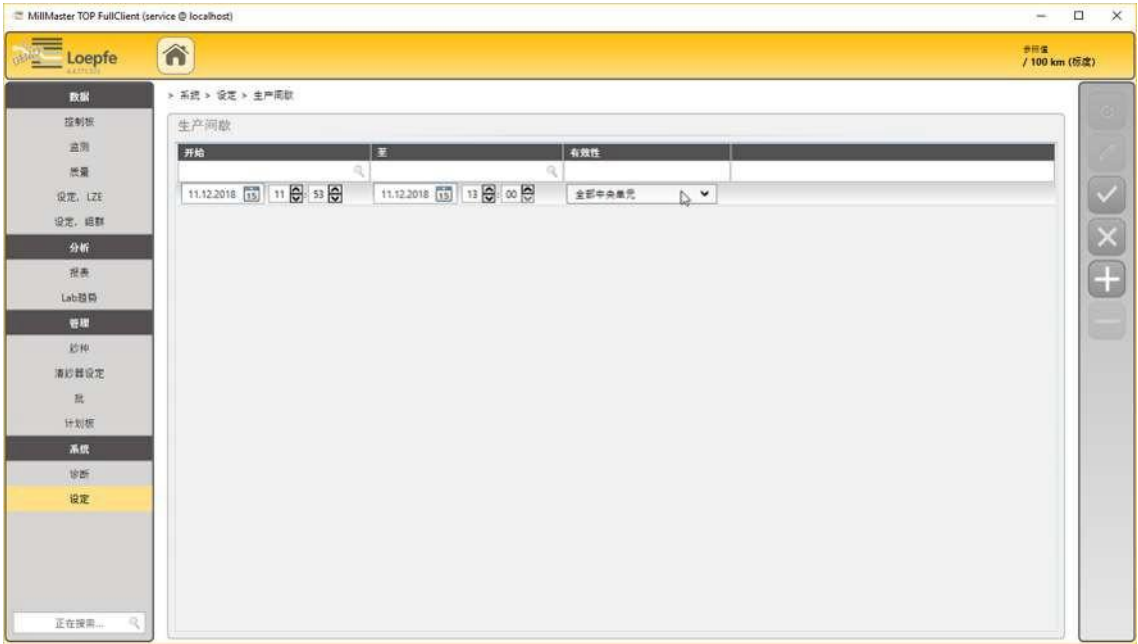 MillMaster TOP FullClient (service @ localhost)
Loepfe
参照值
/ 100 km (标度)
数据
控制板
监测
质量
设定，LZE
设定，组群
分析
报表
Lab趋势
管理
纱种
清纱器设定
批
计划板
系统
诊断
设定
正在搜索...
> 系统 > 设定 > 生产间歇
生产间歇
开始 至 有效性
11.12.2018 15 11 : 53 11.12.2018 15 13 : 00 全部中央单元